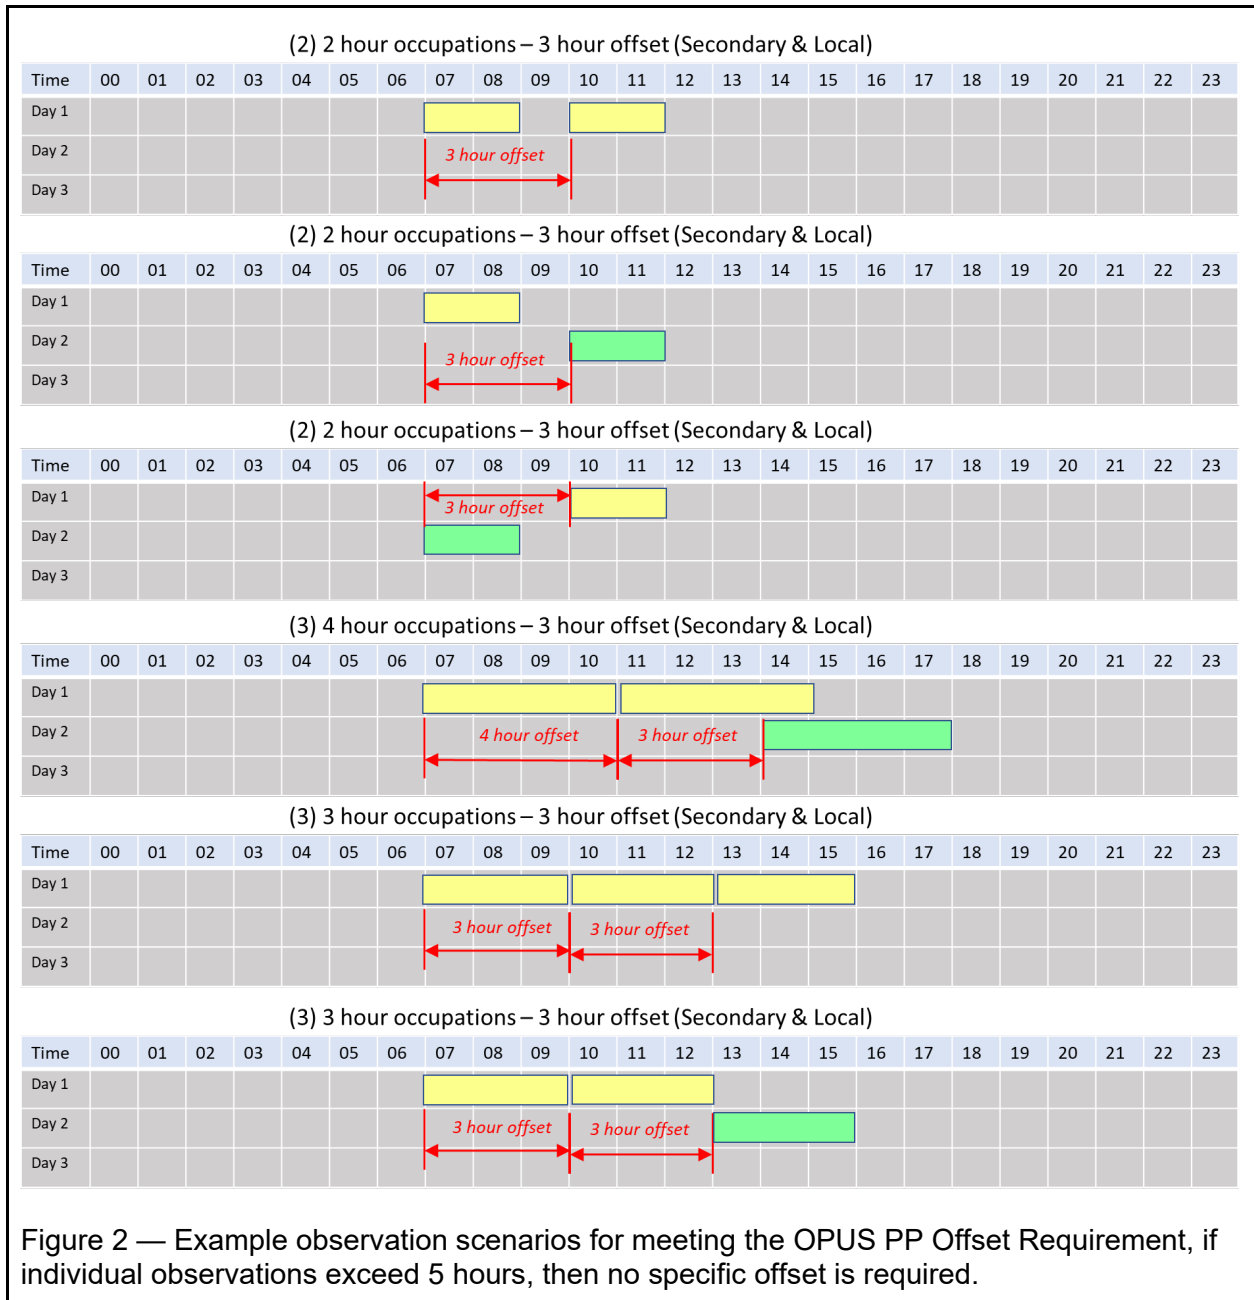 (2) 2 hour occupations – 3 hour offset (Secondary & Local)
Time 00 01 02 03 04 05 06 07 08 09 10 11 12 13 14 15 16 17 18 19 20 21 22 23
Day 1
Day 2
3 hour offset
Day 3
(2) 2 hour occupations – 3 hour offset (Secondary & Local)
Time 00 01 02 03 04 05 06 07 08 09 10 11 12 13 14 15 16 17 18 19 20 21 22 23
Day 1
Day 2
3 hour offset
Day 3
(2) 2 hour occupations – 3 hour offset (Secondary & Local)
Time 00 01 02 03 04 05 06 07 08 09 10 11 12 13 14 15 16 17 18 19 20 21 22 23
Day 1
3 hour offset
Day 2
Day 3
(3) 4 hour occupations – 3 hour offset (Secondary & Local)
Time 00 01 02 03 04 05 06 07 08 09 10 11 12 13 14 15 16 17 18 19 20 21 22 23
Day 1
Day 2
4 hour offset 3 hour offset
Day 3
(3) 3 hour occupations – 3 hour offset (Secondary & Local)
Time 00 01 02 03 04 05 06 07 08 09 10 11 12 13 14 15 16 17 18 19 20 21 22 23
Day 1
Day 2
3 hour offset 3 hour offset
Day 3
(3) 3 hour occupations – 3 hour offset (Secondary & Local)
Time 00 01 02 03 04 05 06 07 08 09 10 11 12 13 14 15 16 17 18 19 20 21 22 23
Day 1
Day 2
3 hour offset 3 hour offset
Day 3
Figure 2 — Example observation scenarios for meeting the OPUS PP Offset Requirement, if
individual observations exceed 5 hours, then no specific offset is required.